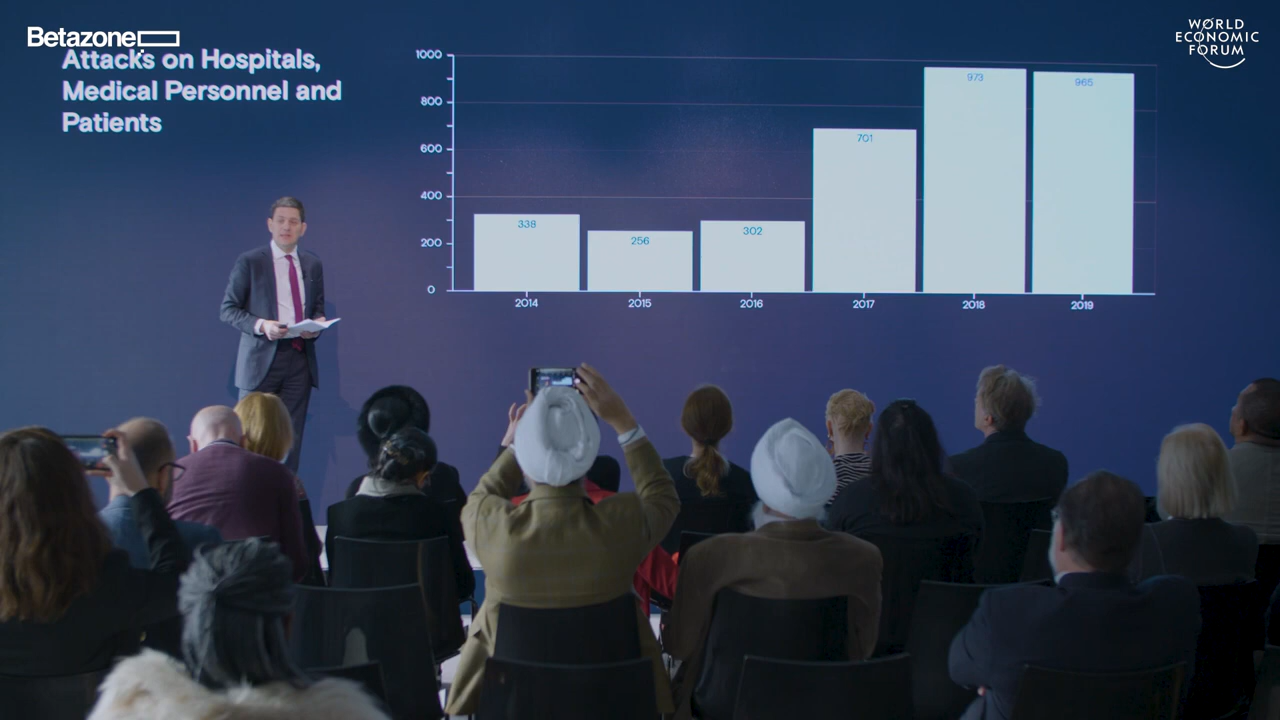 Betazone
WORLD
ECONOMIC
FORUM
Attacks on Hospitals,
Medical Personnel and
Patients
1000
800
600
400
200
0
338
256
302
701
973
965
2014
2015
2016
2017
2018
2019